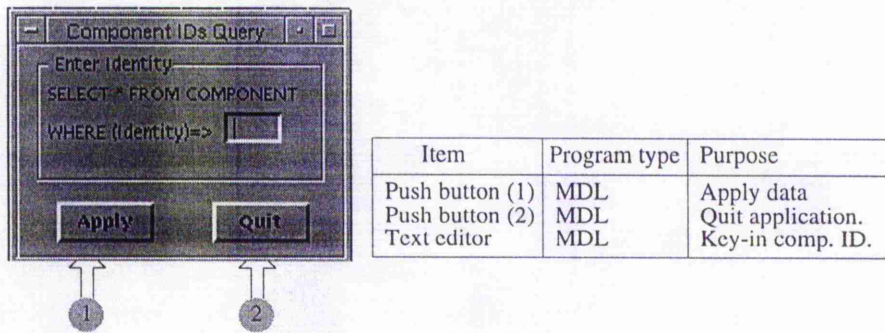 Component IDs Query
Enter Identity
SELECT * FROM COMPONENT
WHERE (Identity)=>
Apply Quit
1 2
Item Program type Purpose
Push button (1) MDL Apply data
Push button (2) MDL Quit application.
Text editor MDL Key-in comp. ID.